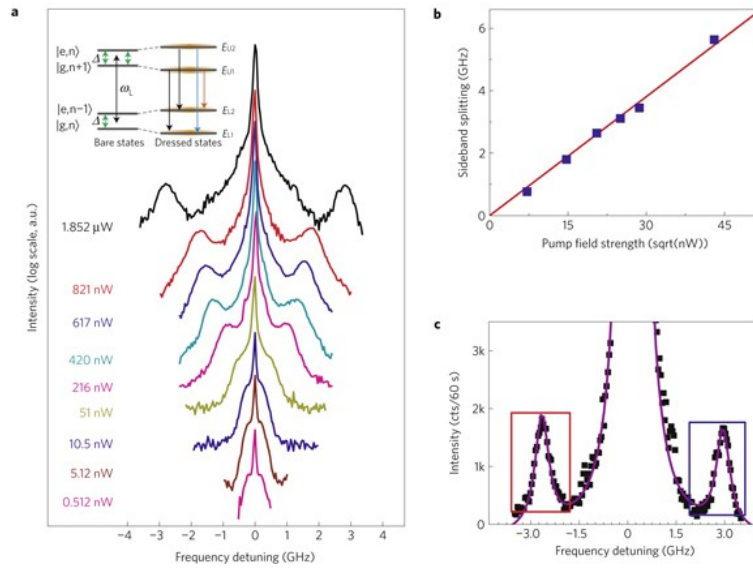 a
|e,n⟩
Δ
|g,n+1⟩
ω_L
|e,n−1⟩
Δ
|g,n⟩
Bare states
Dressed states
E_U2
E_U1
E_L2
E_L1
Intensity (log scale, a.u.)
1.852 μW
821 nW
617 nW
420 nW
216 nW
51 nW
10.5 nW
5.12 nW
0.512 nW
−4 −3 −2 −1 0 1 2 3 4
Frequency detuning (GHz)
b
Sideband splitting (GHz)
6
4
2
0
0 15 30 45
Pump field strength (sqrt(nW))
c
Intensity (cts/60 s)
3k
2k
1k
0
−3.0 −1.5 0 1.5 3.0
Frequency detuning (GHz)